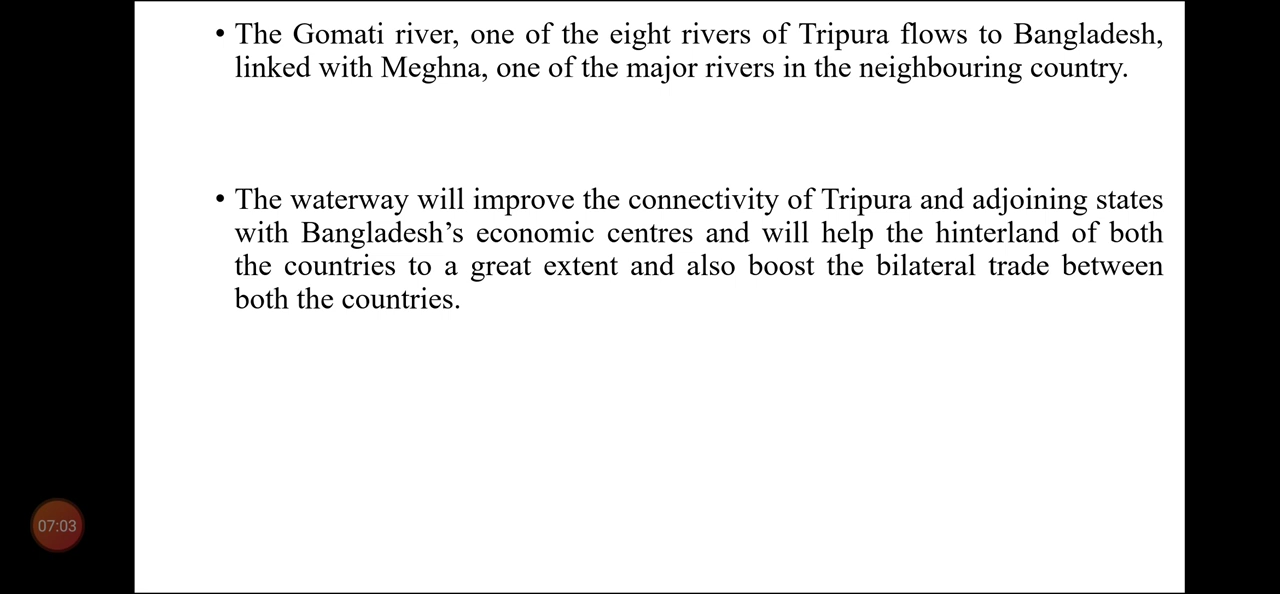 • The Gomati river, one of the eight rivers of Tripura flows to Bangladesh,
linked with Meghna, one of the major rivers in the neighbouring country.
• The waterway will improve the connectivity of Tripura and adjoining states
with Bangladesh’s economic centres and will help the hinterland of both
the countries to a great extent and also boost the bilateral trade between
both the countries.
07:03